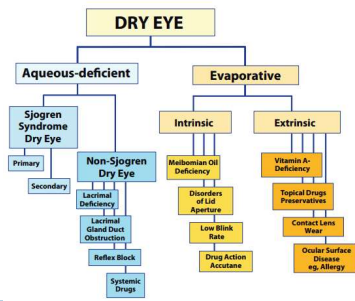 DRY EYE
Aqueous-deficient
Evaporative
Sjogren
Syndrome
Dry Eye
Primary
Secondary
Non-Sjogren
Dry Eye
Lacrimal
Deficiency
Lacrimal
Gland Duct
Obstruction
Reflex Block
Systemic
Drugs
Intrinsic
Meibomian Oil
Deficiency
Disorders
of Lid
Aperture
Low Blink
Rate
Drug Action
Accutane
Extrinsic
Vitamin A-
Deficiency
Topical Drugs
Preservatives
Contact Lens
Wear
Ocular Surface
Disease
eg, Allergy